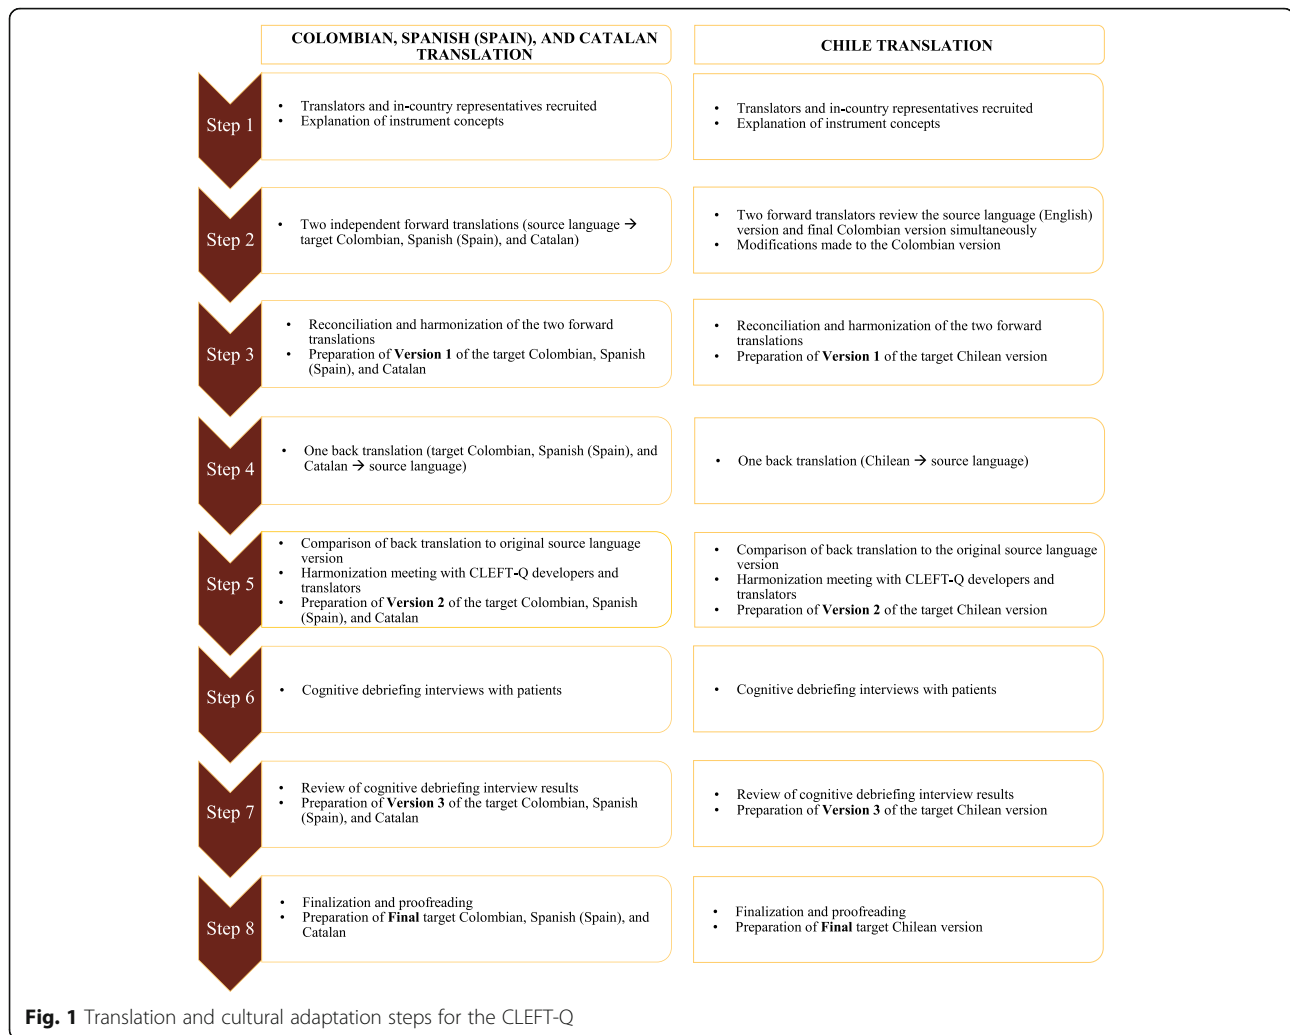 COLOMBIAN, SPANISH (SPAIN), AND CATALAN
TRANSLATION
CHILE TRANSLATION
Step 1
• Translators and in-country representatives recruited
• Explanation of instrument concepts
• Translators and in-country representatives recruited
• Explanation of instrument concepts
Step 2
• Two independent forward translations (source language →
target Colombian, Spanish (Spain), and Catalan)
• Two forward translators review the source language (English)
version and final Colombian version simultaneously
• Modifications made to the Colombian version
Step 3
• Reconciliation and harmonization of the two forward
translations
• Preparation of Version 1 of the target Colombian, Spanish
(Spain), and Catalan
• Reconciliation and harmonization of the two forward
translations
• Preparation of Version 1 of the target Chilean version
Step 4
• One back translation (target Colombian, Spanish (Spain), and
Catalan → source language)
• One back translation (Chilean → source language)
Step 5
• Comparison of back translation to original source language
version
• Harmonization meeting with CLEFT-Q developers and
translators
• Preparation of Version 2 of the target Colombian, Spanish
(Spain), and Catalan
• Comparison of back translation to the original source language
version
• Harmonization meeting with CLEFT-Q developers and
translators
• Preparation of Version 2 of the target Chilean version
Step 6
• Cognitive debriefing interviews with patients
• Cognitive debriefing interviews with patients
Step 7
• Review of cognitive debriefing interview results
• Preparation of Version 3 of the target Colombian, Spanish
(Spain), and Catalan
• Review of cognitive debriefing interview results
• Preparation of Version 3 of the target Chilean version
Step 8
• Finalization and proofreading
• Preparation of Final target Colombian, Spanish (Spain), and
Catalan
• Finalization and proofreading
• Preparation of Final target Chilean version
Fig. 1 Translation and cultural adaptation steps for the CLEFT-Q